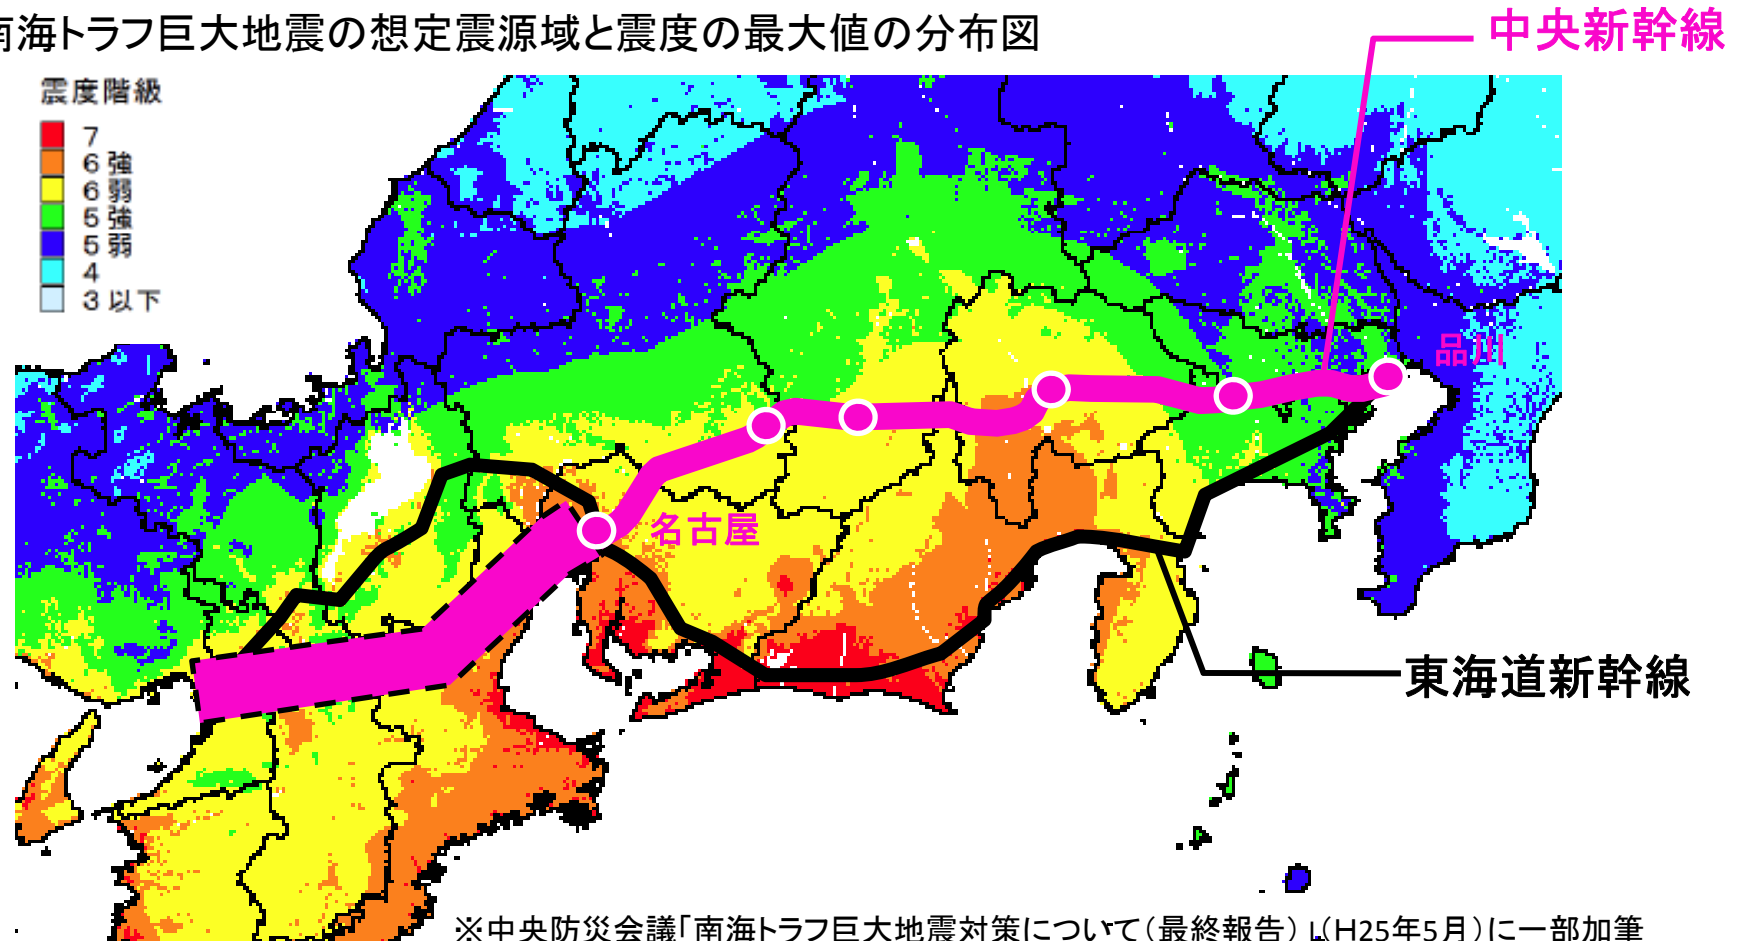 海トラフ巨大地震の想定震源域と震度の最大値の分布図
中央新幹線
震度階級
7
6強
6弱
5強
5弱
4
3以下
品川
名古屋
東海道新幹線
※中央防災会議「南海トラフ巨大地震対策について(最終報告)」(H25年5月)に一部加筆